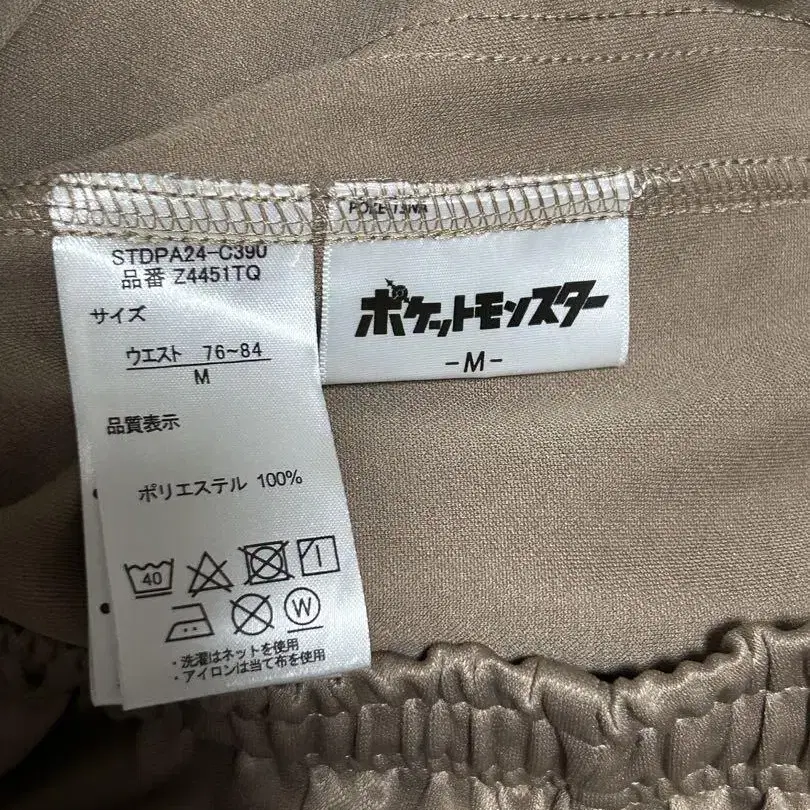 STDPA24-C390
品番 Z4451TQ
サイズ
ウエスト 76~84
M
品質表示
ポリエステル 100%
40
W
・洗濯はネットを使用
・アイロンは当て布を使用
ポケットモンスター
-M-